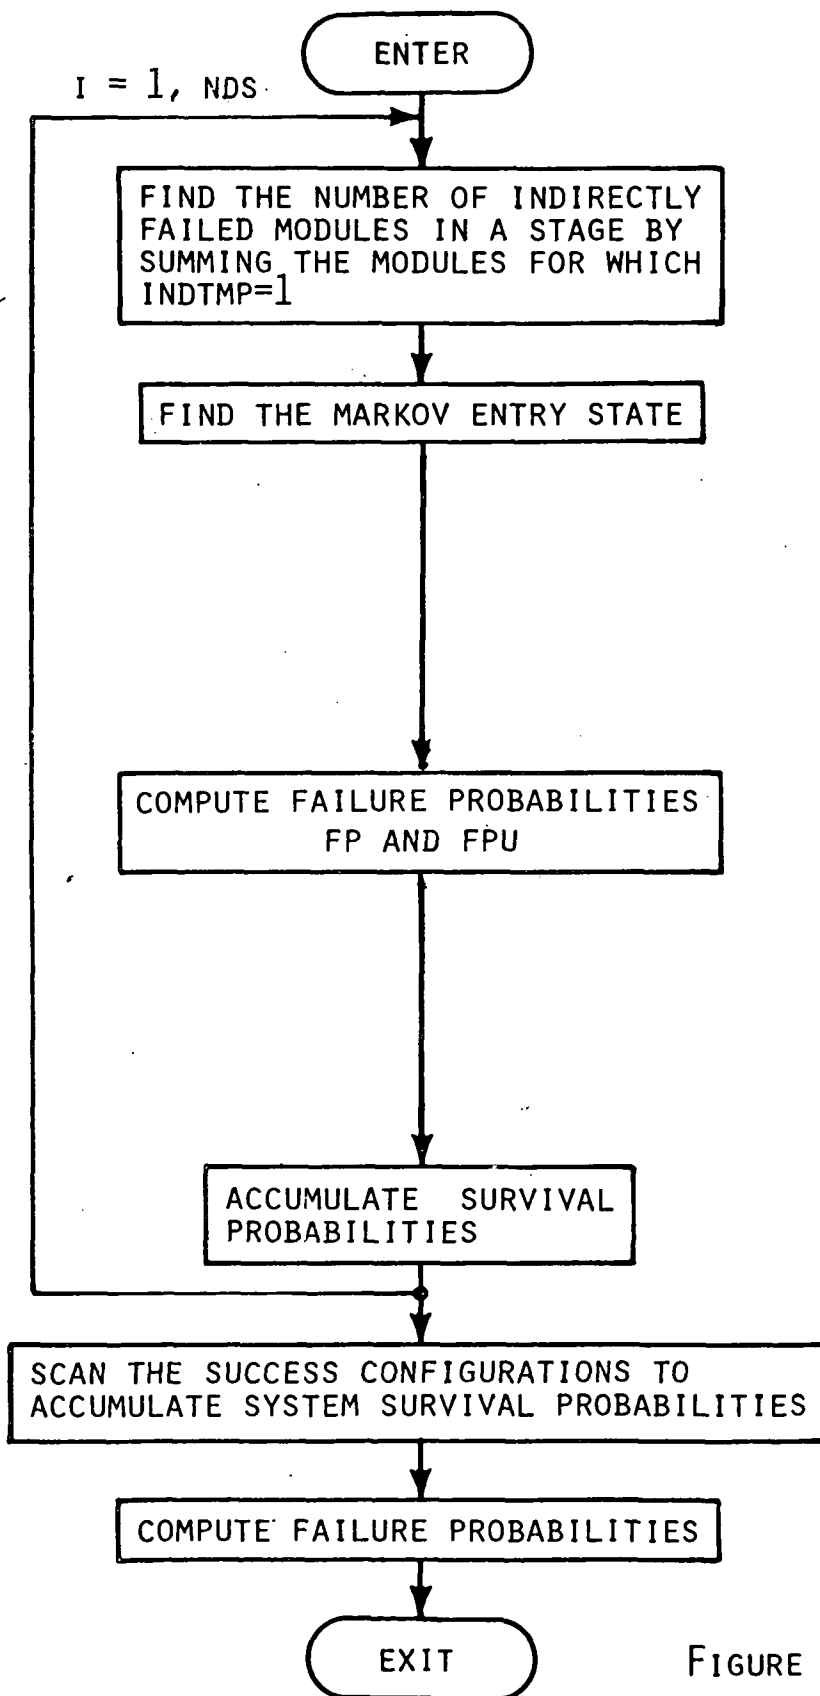 ENTER
I = 1, NDS
FIND THE NUMBER OF INDIRECTLY
FAILED MODULES IN A STAGE BY
SUMMING THE MODULES FOR WHICH
INDTMP=1
FIND THE MARKOV ENTRY STATE
COMPUTE FAILURE PROBABILITIES
FP AND FPU
ACCUMULATE SURVIVAL
PROBABILITIES
SCAN THE SUCCESS CONFIGURATIONS TO
ACCUMULATE SYSTEM SURVIVAL PROBABILITIES
COMPUTE FAILURE PROBABILITIES
EXIT
FIGURE